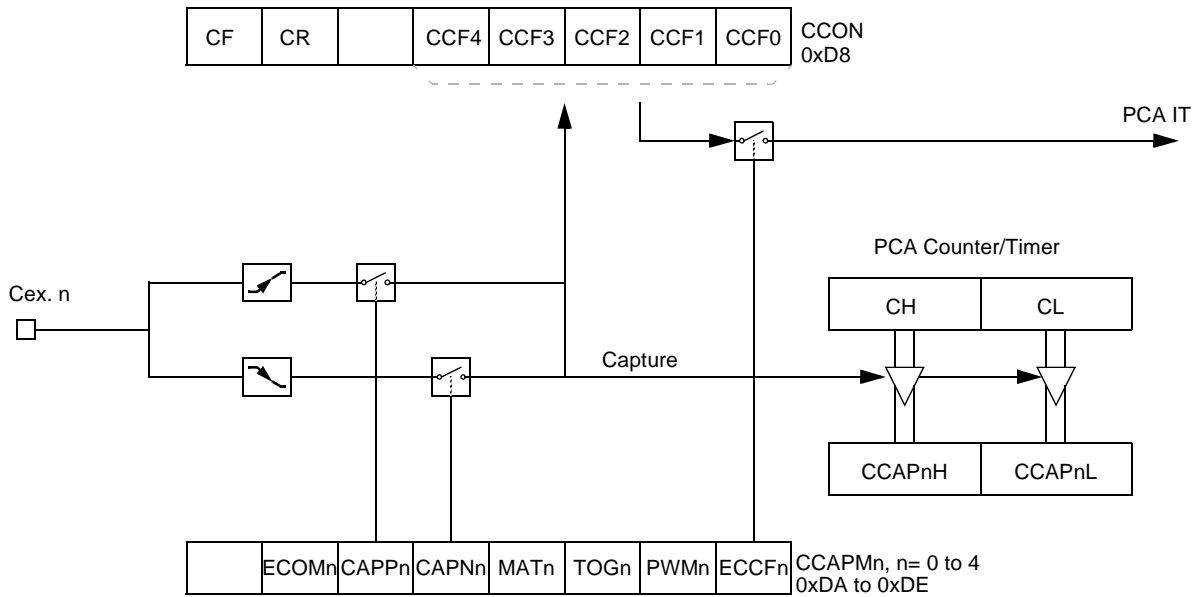 CF CR CCF4 CCF3 CCF2 CCF1 CCF0 CCON
0xD8
PCA IT
PCA Counter/Timer
Cex. n
CH CL
Capture
CCAPnH CCAPnL
ECOMn CAPPn CAPNn MATn TOGn PWMn ECCFn CCAPMn, n= 0 to 4
0xDA to 0xDE